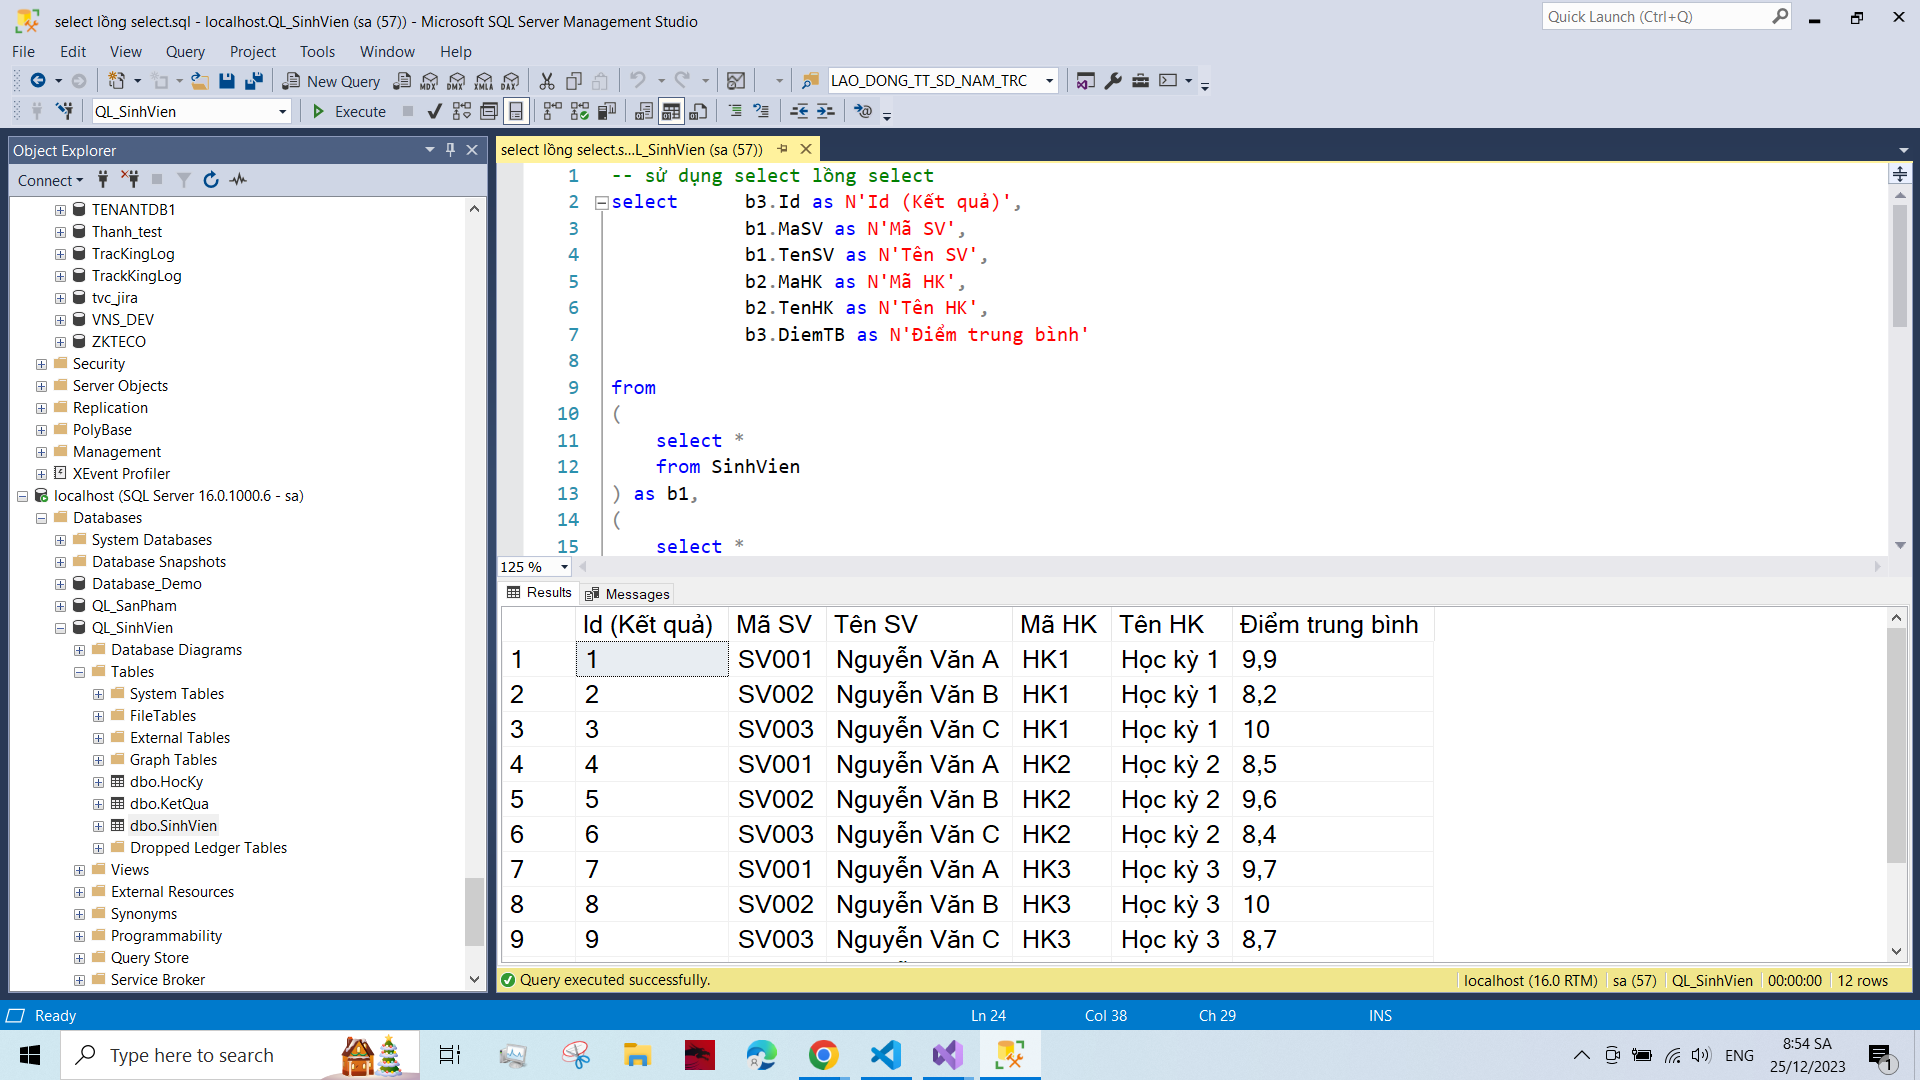 select lồng select.sql - localhost.QL_SinhVien (sa (57)) - Microsoft SQL Server Management Studio
Quick Launch (Ctrl+Q)
File Edit View Query Project Tools Window Help
New Query
MDX DMX XMLA DAX
LAO_DONG_TT_SD_NAM_TRC
QL_SinhVien
Execute
Object Explorer
Connect
TENANTDB1
Thanh_test
TracKingLog
TrackKingLog
tvc_jira
VNS_DEV
ZKTECO
Security
Server Objects
Replication
PolyBase
Management
XEvent Profiler
localhost (SQL Server 16.0.1000.6 - sa)
Databases
System Databases
Database Snapshots
Database_Demo
QL_SanPham
QL_SinhVien
Database Diagrams
Tables
System Tables
FileTables
External Tables
Graph Tables
dbo.HocKy
dbo.KetQua
dbo.SinhVien
Dropped Ledger Tables
Views
External Resources
Synonyms
Programmability
Query Store
Service Broker
select lồng select.s...L_SinhVien (sa (57))
1 -- sử dụng select lồng select
2 select b3.Id as N'Id (Kết quả)',
3 b1.MaSV as N'Mã SV',
4 b1.TenSV as N'Tên SV',
5 b2.MaHK as N'Mã HK',
6 b2.TenHK as N'Tên HK',
7 b3.DiemTB as N'Điểm trung bình'
8
9 from
10 (
11 select *
12 from SinhVien
13 ) as b1,
14 (
15 select *
125 %
Results Messages
Id (Kết quả) Mã SV Tên SV Mã HK Tên HK Điểm trung bình
1 1 SV001 Nguyễn Văn A HK1 Học kỳ 1 9,9
2 2 SV002 Nguyễn Văn B HK1 Học kỳ 1 8,2
3 3 SV003 Nguyễn Văn C HK1 Học kỳ 1 10
4 4 SV001 Nguyễn Văn A HK2 Học kỳ 2 8,5
5 5 SV002 Nguyễn Văn B HK2 Học kỳ 2 9,6
6 6 SV003 Nguyễn Văn C HK2 Học kỳ 2 8,4
7 7 SV001 Nguyễn Văn A HK3 Học kỳ 3 9,7
8 8 SV002 Nguyễn Văn B HK3 Học kỳ 3 10
9 9 SV003 Nguyễn Văn C HK3 Học kỳ 3 8,7
Query executed successfully.
localhost (16.0 RTM) sa (57) QL_SinhVien 00:00:00 12 rows
Ready
Ln 24 Col 38 Ch 29 INS
Type here to search
ENG
8:54 SA
25/12/2023
1